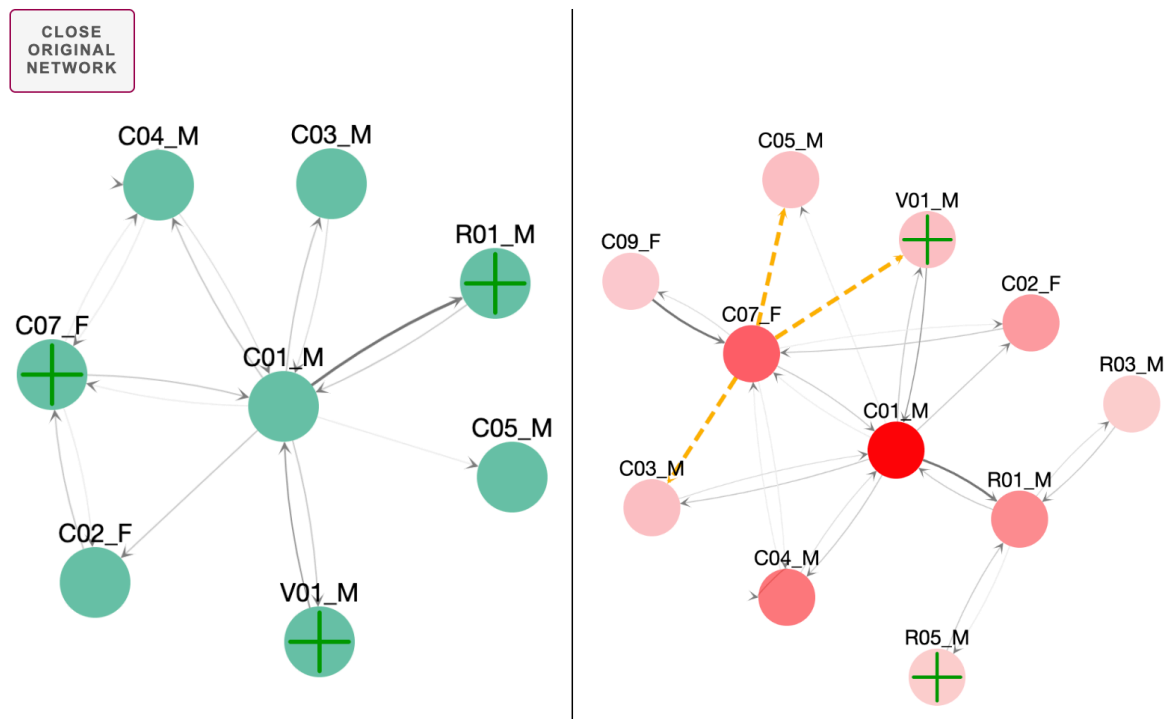 CLOSE
ORIGINAL
NETWORK
C04_M
C03_M
R01_M
C07_F
C01_M
C05_M
C02_F
V01_M
C05_M
V01_M
C09_F
C02_F
C07_F
R03_M
C01_M
C03_M
R01_M
C04_M
R05_M